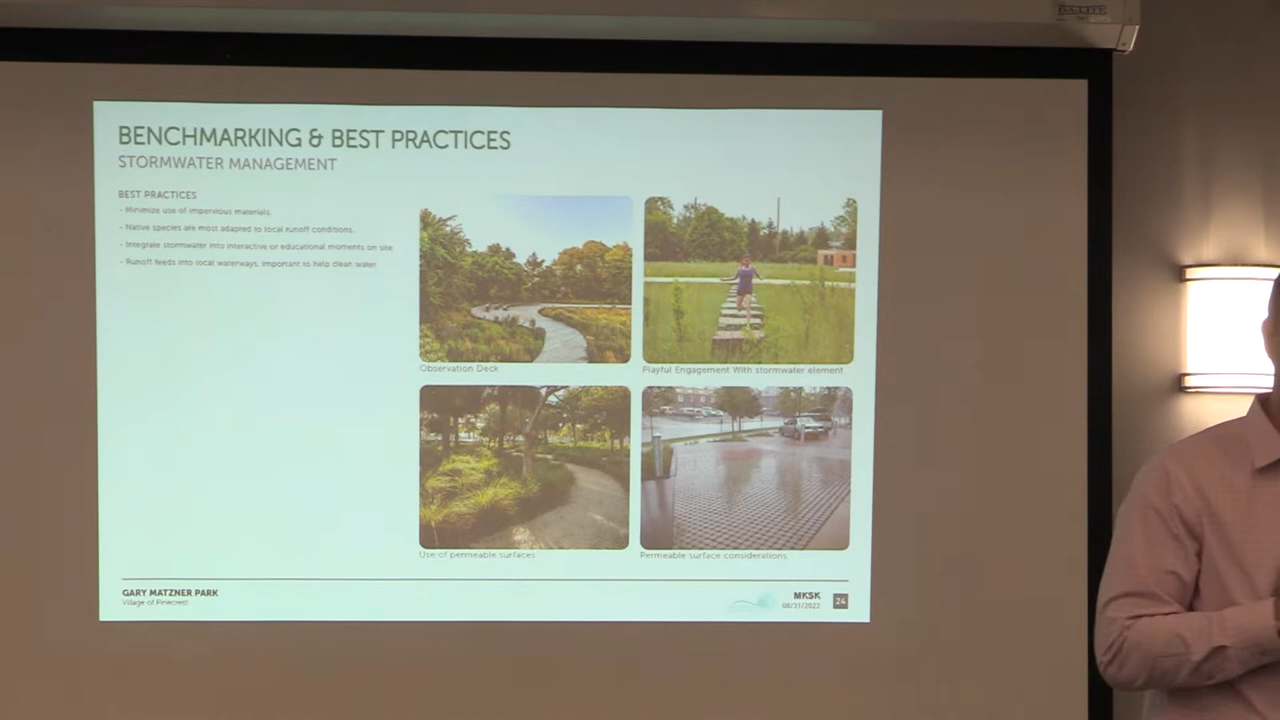 DA-LITE
BENCHMARKING & BEST PRACTICES
STORMWATER MANAGEMENT
BEST PRACTICES
- Minimize use of impervious materials.
- Native species are most adapted to local runoff conditions.
- Integrate stormwater into interactive or educational moments on site
- Runoff feeds into local waterways, important to help clean water.
Observation Deck
Playful Engagement With stormwater element
Use of permeable surfaces
Permeable surface considerations
GARY MATZNER PARK
Village of Pinecrest
MKSK
08/31/2022
24